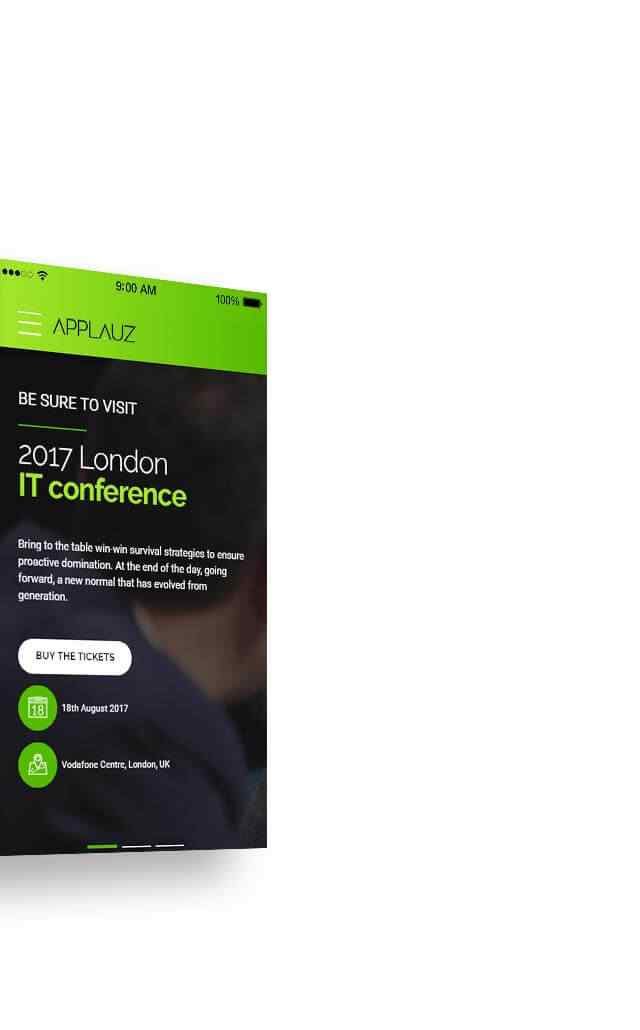 9:00 AM
100%
APPLAUZ
BE SURE TO VISIT
2017 London
IT conference
Bring to the table win-win survival strategies to ensure
proactive domination. At the end of the day, going
forward, a new normal that has evolved from
generation.
BUY THE TICKETS
18
18th August 2017
Vodafone Centre, London, UK